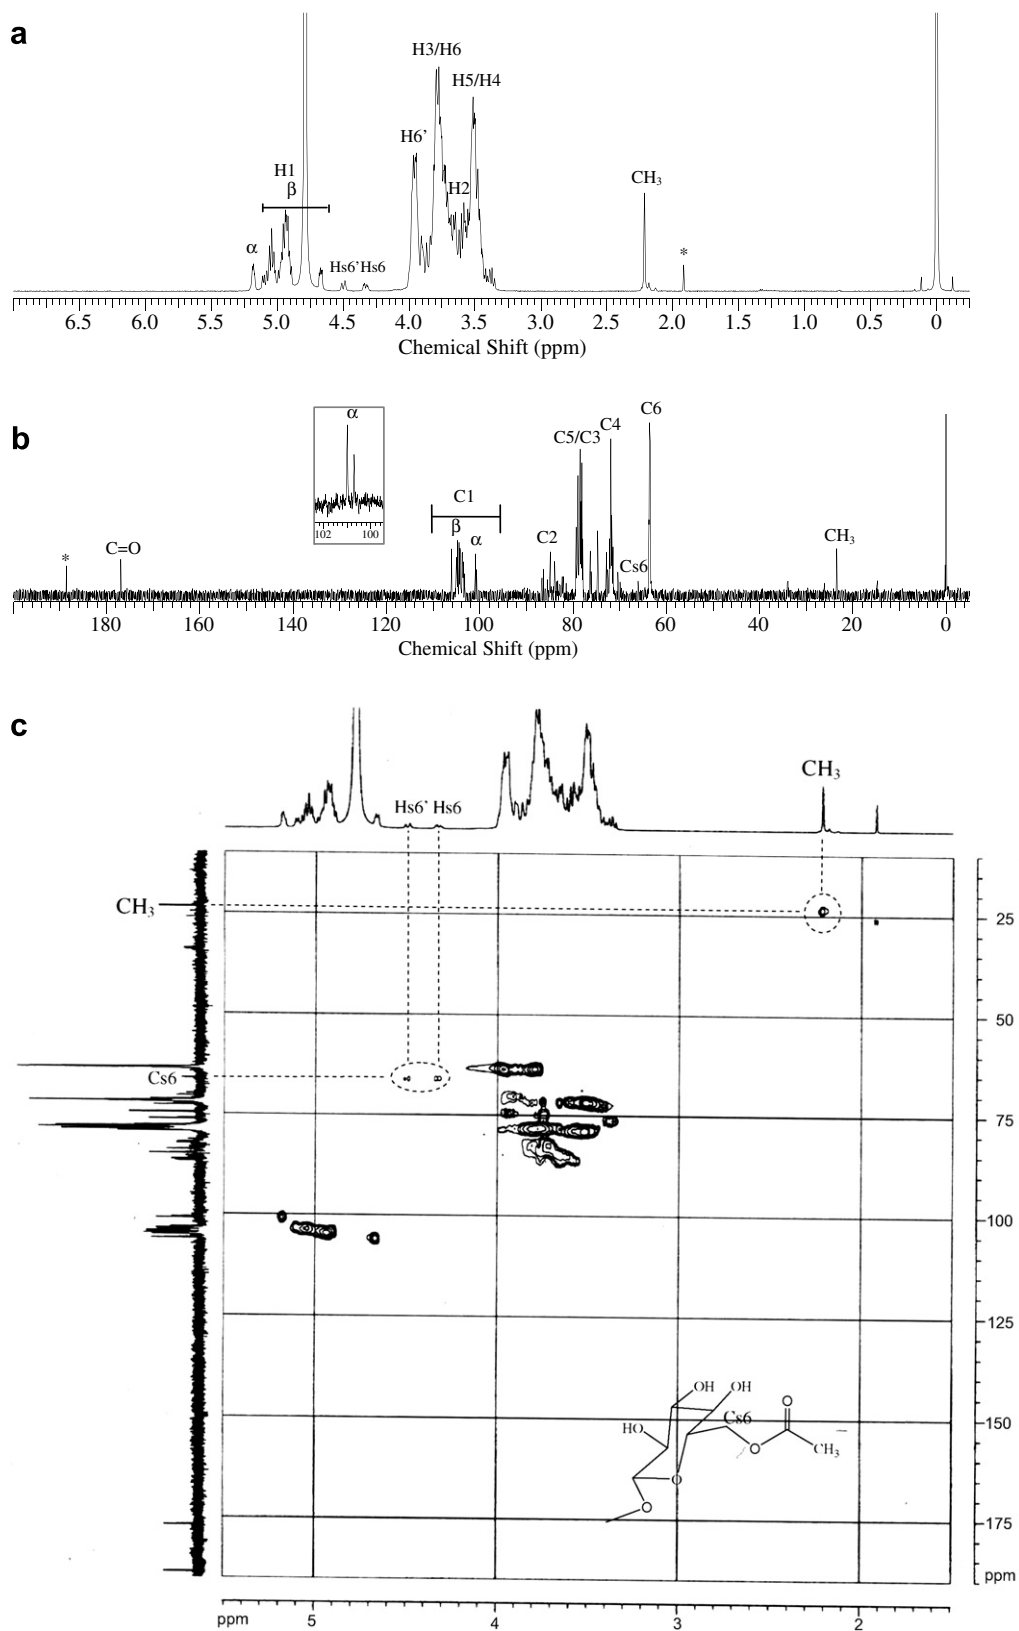 a
H3/H6
H5/H4
H6’
H1
β
H2
CH3
α
Hs6’Hs6
*
6.5 6.0 5.5 5.0 4.5 4.0 3.5 3.0 2.5 2.0 1.5 1.0 0.5 0
Chemical Shift (ppm)
b
α
102 100
C6
C4
C5/C3
C1
β
α
C2
CH3
C=O
*
Cs6
180 160 140 120 100 80 60 40 20 0
Chemical Shift (ppm)
c
CH3
Hs6’ Hs6
CH3
25
50
Cs6
75
100
125
OH OH
O
HO
Cs6
150
O
CH3
O
O
175
ppm
ppm 5 4 3 2